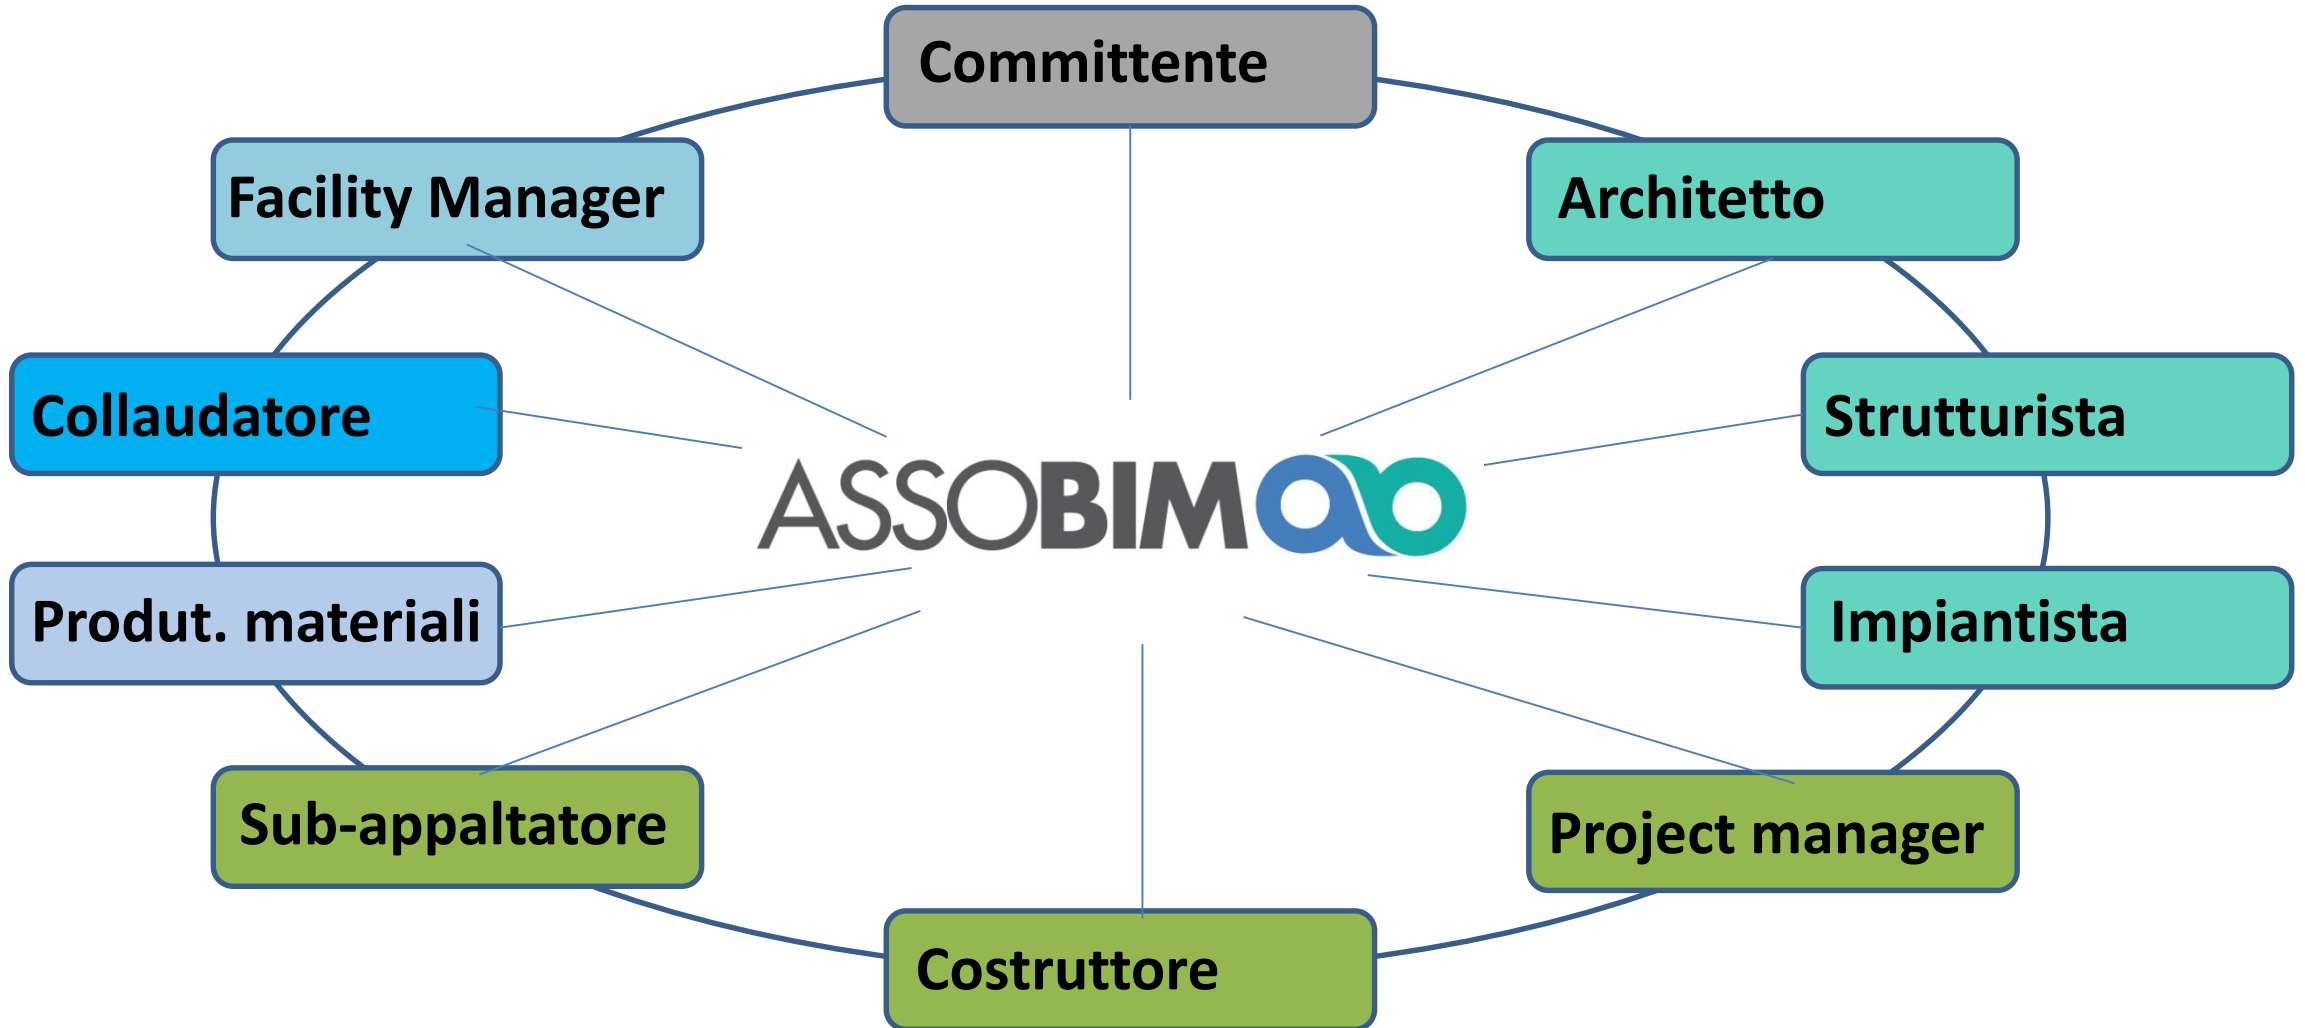 Committente
Facility Manager
Architetto
Collaudatore
Strutturista
ASSOBIM
Produt. materiali
Impiantista
Sub-appaltatore
Project manager
Costruttore